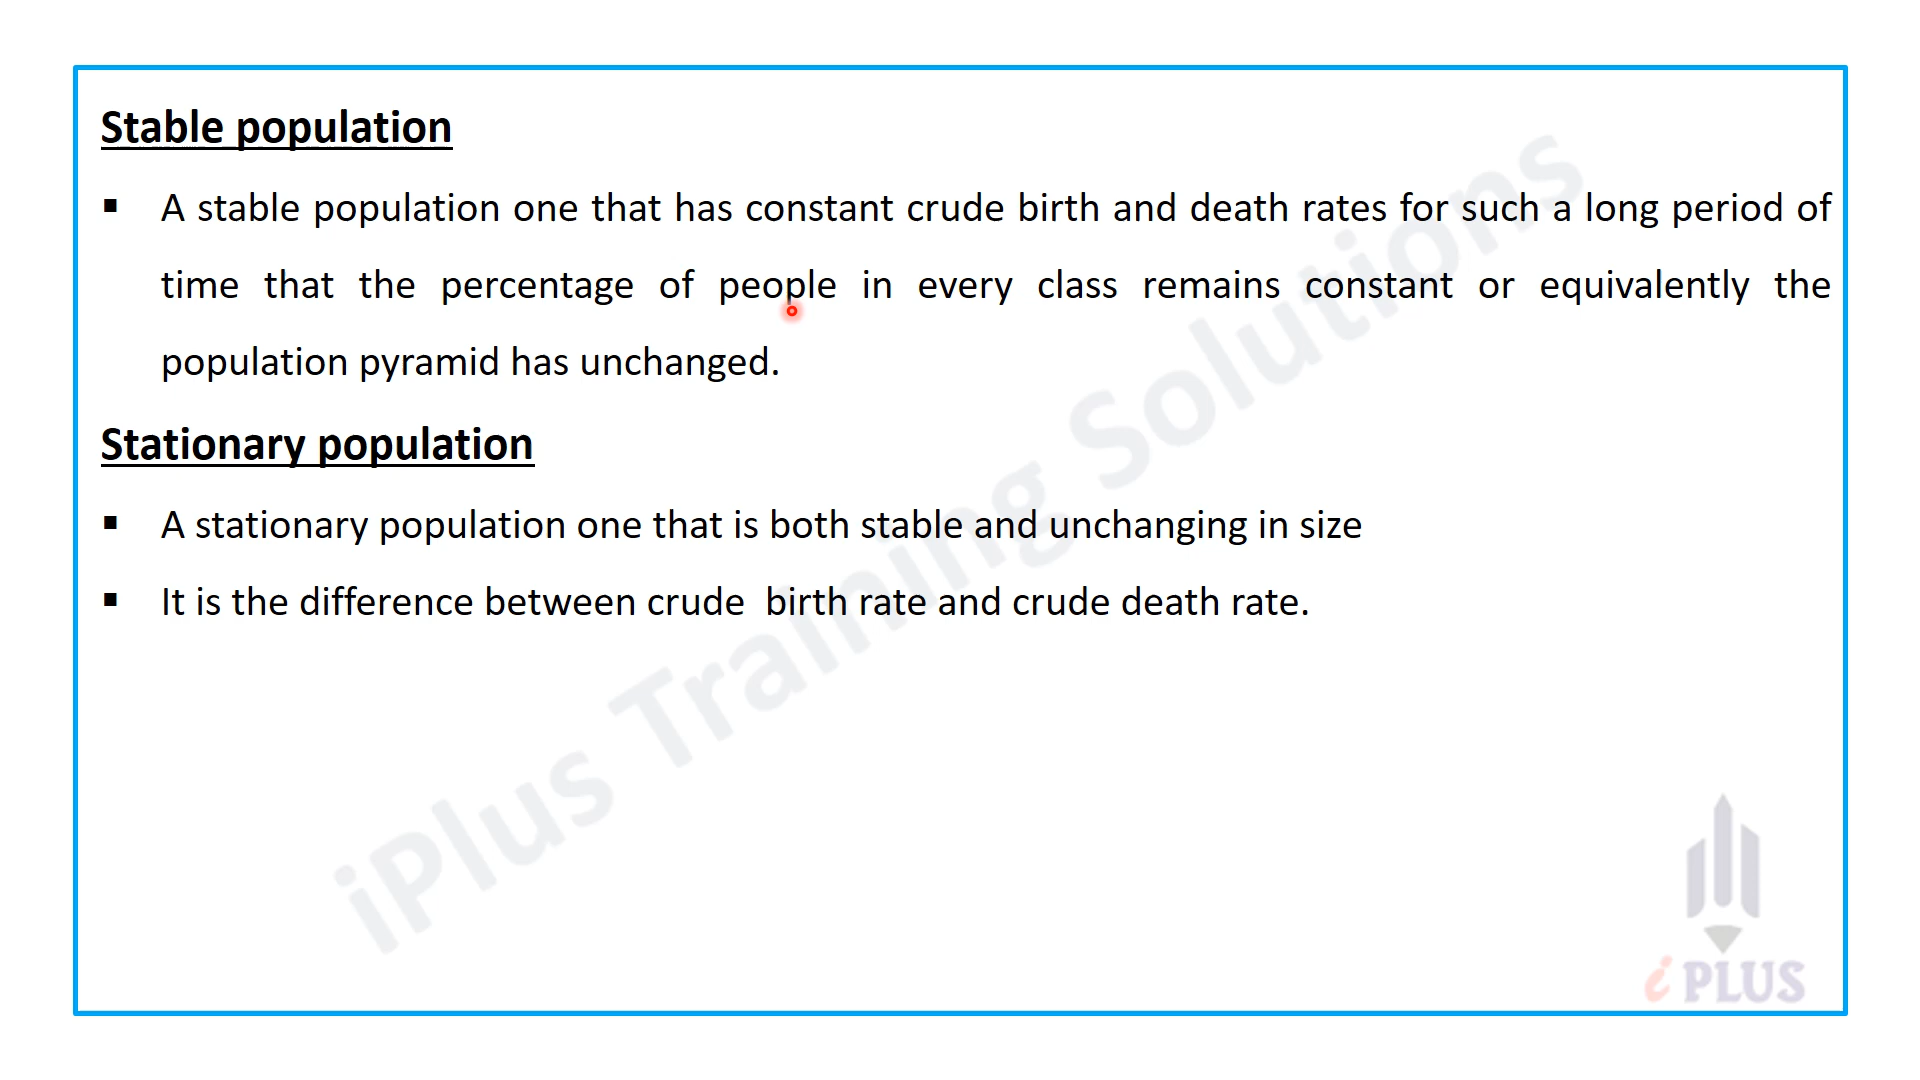 Stable population
▪ A stable population one that has constant crude birth and death rates for such a long period of
time that the percentage of people in every class remains constant or equivalently the
population pyramid has unchanged.
Stationary population
▪ A stationary population one that is both stable and unchanging in size
▪ It is the difference between crude  birth rate and crude death rate.
iPlus Training Solutions
i PLUS